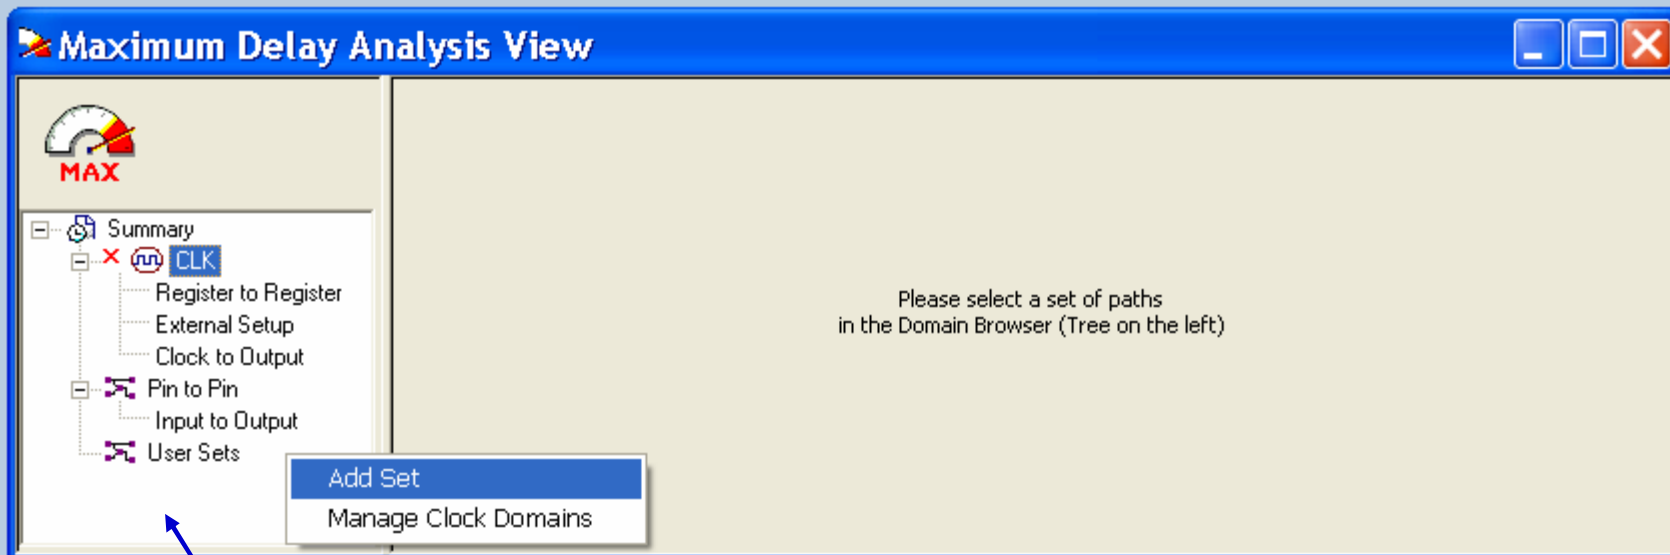 Maximum Delay Analysis View
MAX
Summary
CLK
Register to Register
External Setup
Clock to Output
Pin to Pin
Input to Output
User Sets
Add Set
Manage Clock Domains
Please select a set of paths
in the Domain Browser (Tree on the left)